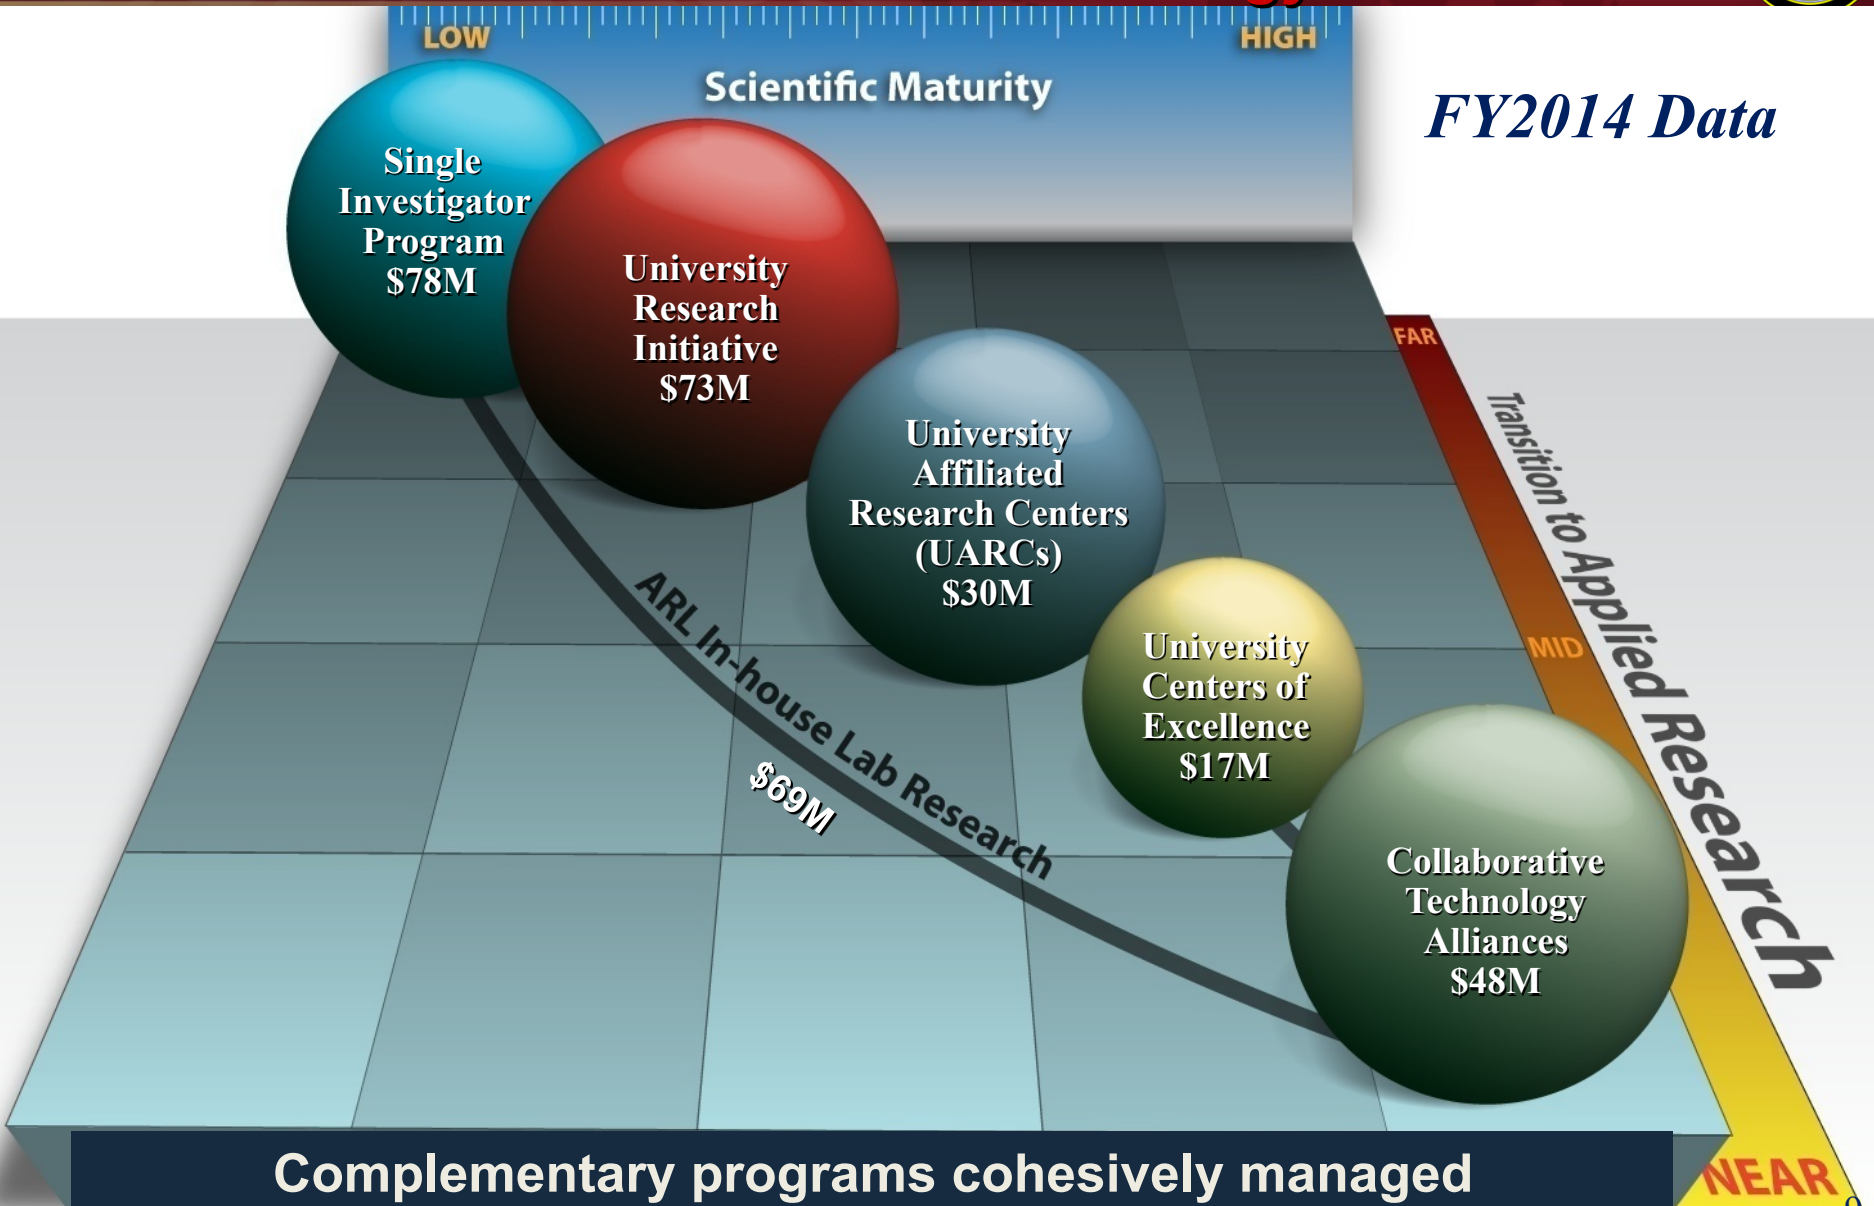 LOW
HIGH
Scientific Maturity
FY2014 Data
Single
Investigator
Program
$78M
University
Research
Initiative
$73M
University
Affiliated
Research Centers
(UARCs)
$30M
University
Centers of
Excellence
$17M
Collaborative
Technology
Alliances
$48M
ARL In-house Lab Research
$69M
FAR
MID
NEAR
Transition to Applied Research
Complementary programs cohesively managed